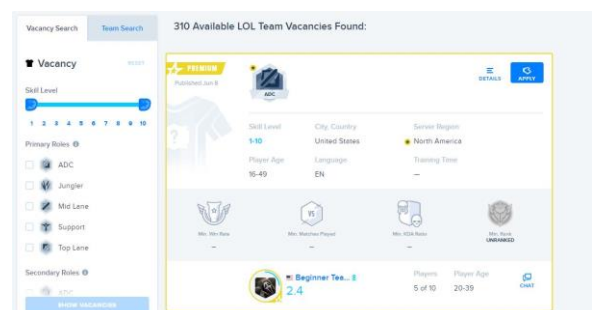 Vacancy Search Team Search
310 Available LOL Team Vacancies Found:
Vacancy RESET
Skill Level
1 2 3 4 5 6 7 8 9 10
Primary Roles
ADC
Jungler
Mid Lane
Support
Top Lane
Secondary Roles
ADC
SHOW VACANCIES
PREMIUM
Published Jun 8
ADC
DETAILS
APPLY
Skill Level City, Country Server Region
1-10 United States North America
Player Age Language Training Time
16-49 EN –
VS
Min. Win Rate Min. Matches Played Min. KDA Ratio Min. Rank
– – – UNRANKED
Beginner Tea... Players Player Age
2.4 5 of 10 20-39
CHAT